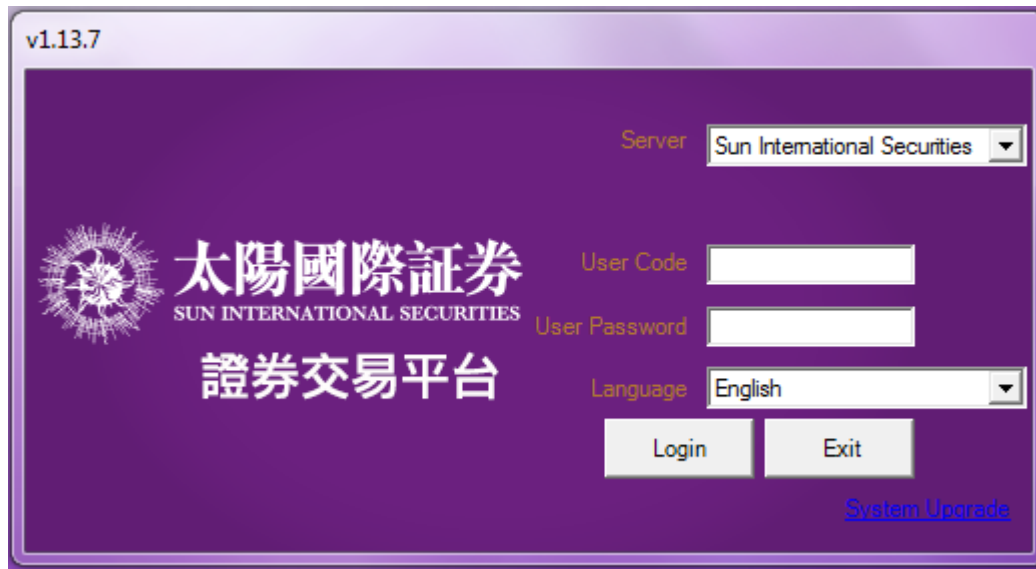 v1.13.7
Server
Sun International Securities
太陽國際証券
SUN INTERNATIONAL SECURITIES
證券交易平台
User Code
User Password
Language
English
Login
Exit
System Upgrade